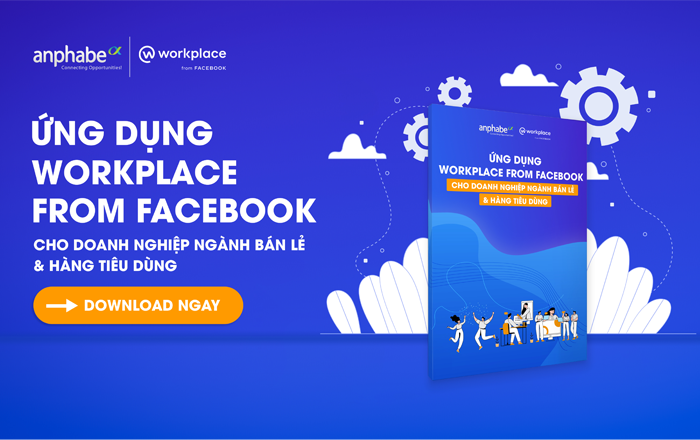 anphabe α
Connecting Opportunities!
workplace
from FACEBOOK
ỨNG DỤNG
WORKPLACE
FROM FACEBOOK
CHO DOANH NGHIỆP NGÀNH BÁN LẺ
& HÀNG TIÊU DÙNG
DOWNLOAD NGAY
anphabe α
workplace
ỨNG DỤNG
WORKPLACE FROM FACEBOOK
CHO DOANH NGHIỆP NGÀNH BÁN LẺ
& HÀNG TIÊU DÙNG